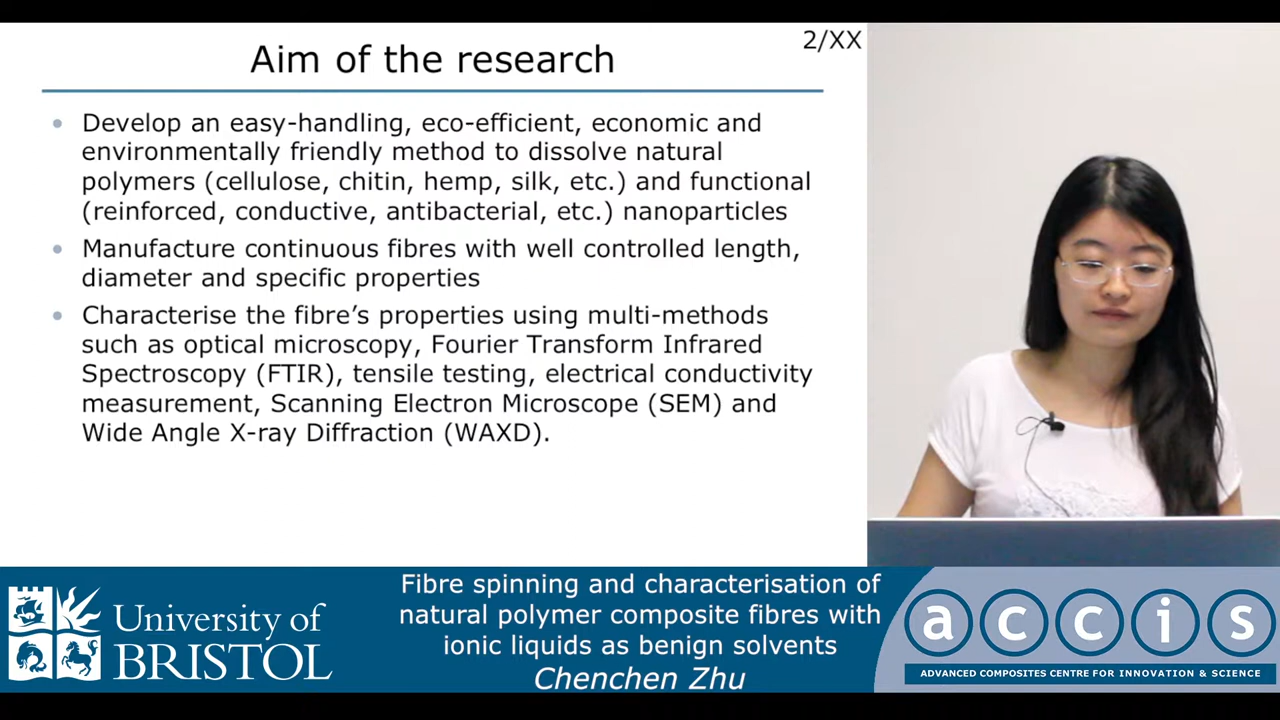 2/XX
Aim of the research
• Develop an easy-handling, eco-efficient, economic and
environmentally friendly method to dissolve natural
polymers (cellulose, chitin, hemp, silk, etc.) and functional
(reinforced, conductive, antibacterial, etc.) nanoparticles
• Manufacture continuous fibres with well controlled length,
diameter and specific properties
• Characterise the fibre’s properties using multi-methods
such as optical microscopy, Fourier Transform Infrared
Spectroscopy (FTIR), tensile testing, electrical conductivity
measurement, Scanning Electron Microscope (SEM) and
Wide Angle X-ray Diffraction (WAXD).
University of
BRISTOL
Fibre spinning and characterisation of
natural polymer composite fibres with
ionic liquids as benign solvents
Chenchen Zhu
accis
ADVANCED COMPOSITES CENTRE FOR INNOVATION & SCIENCE